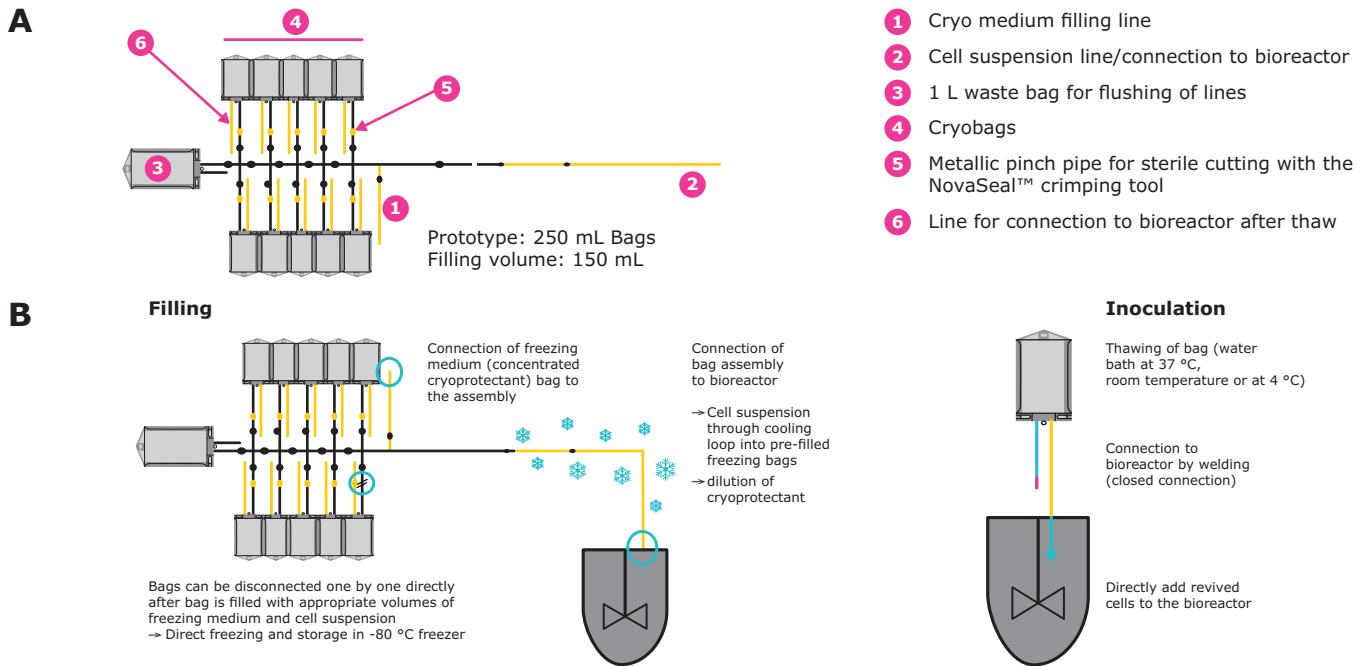 A
4
6
5
3
2
1
Prototype: 250 mL Bags
Filling volume: 150 mL
1 Cryo medium filling line
2 Cell suspension line/connection to bioreactor
3 1 L waste bag for flushing of lines
4 Cryobags
5 Metallic pinch pipe for sterile cutting with the
NovaSeal™ crimping tool
6 Line for connection to bioreactor after thaw
B
Filling
Connection of freezing
medium (concentrated
cryoprotectant) bag to
the assembly
Connection of
bag assembly
to bioreactor
→ Cell suspension
through cooling
loop into pre-filled
freezing bags
→ dilution of
cryoprotectant
Bags can be disconnected one by one directly
after bag is filled with appropriate volumes of
freezing medium and cell suspension
→ Direct freezing and storage in -80 °C freezer
Inoculation
Thawing of bag (water
bath at 37 °C,
room temperature or at 4 °C)
Connection to
bioreactor by welding
(closed connection)
Directly add revived
cells to the bioreactor